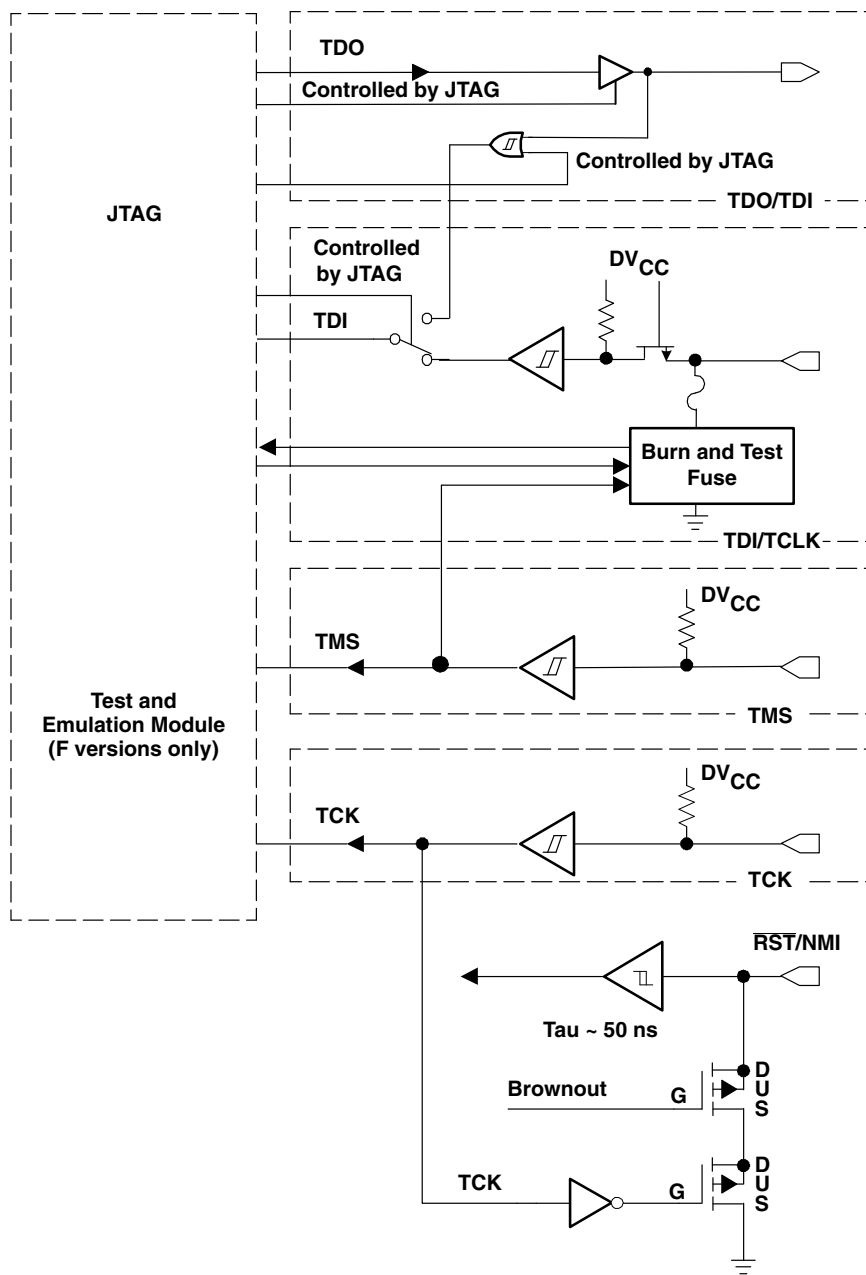 TDO
Controlled by JTAG
Controlled by JTAG
TDO/TDI
JTAG
Controlled
by JTAG
TDI
DVCC
Burn and Test
Fuse
TDI/TCLK
DVCC
TMS
TMS
Test and
Emulation Module
(F versions only)
DVCC
TCK
TCK
RST/NMI
Tau ~ 50 ns
Brownout
G
D
U
S
TCK
G
D
U
S